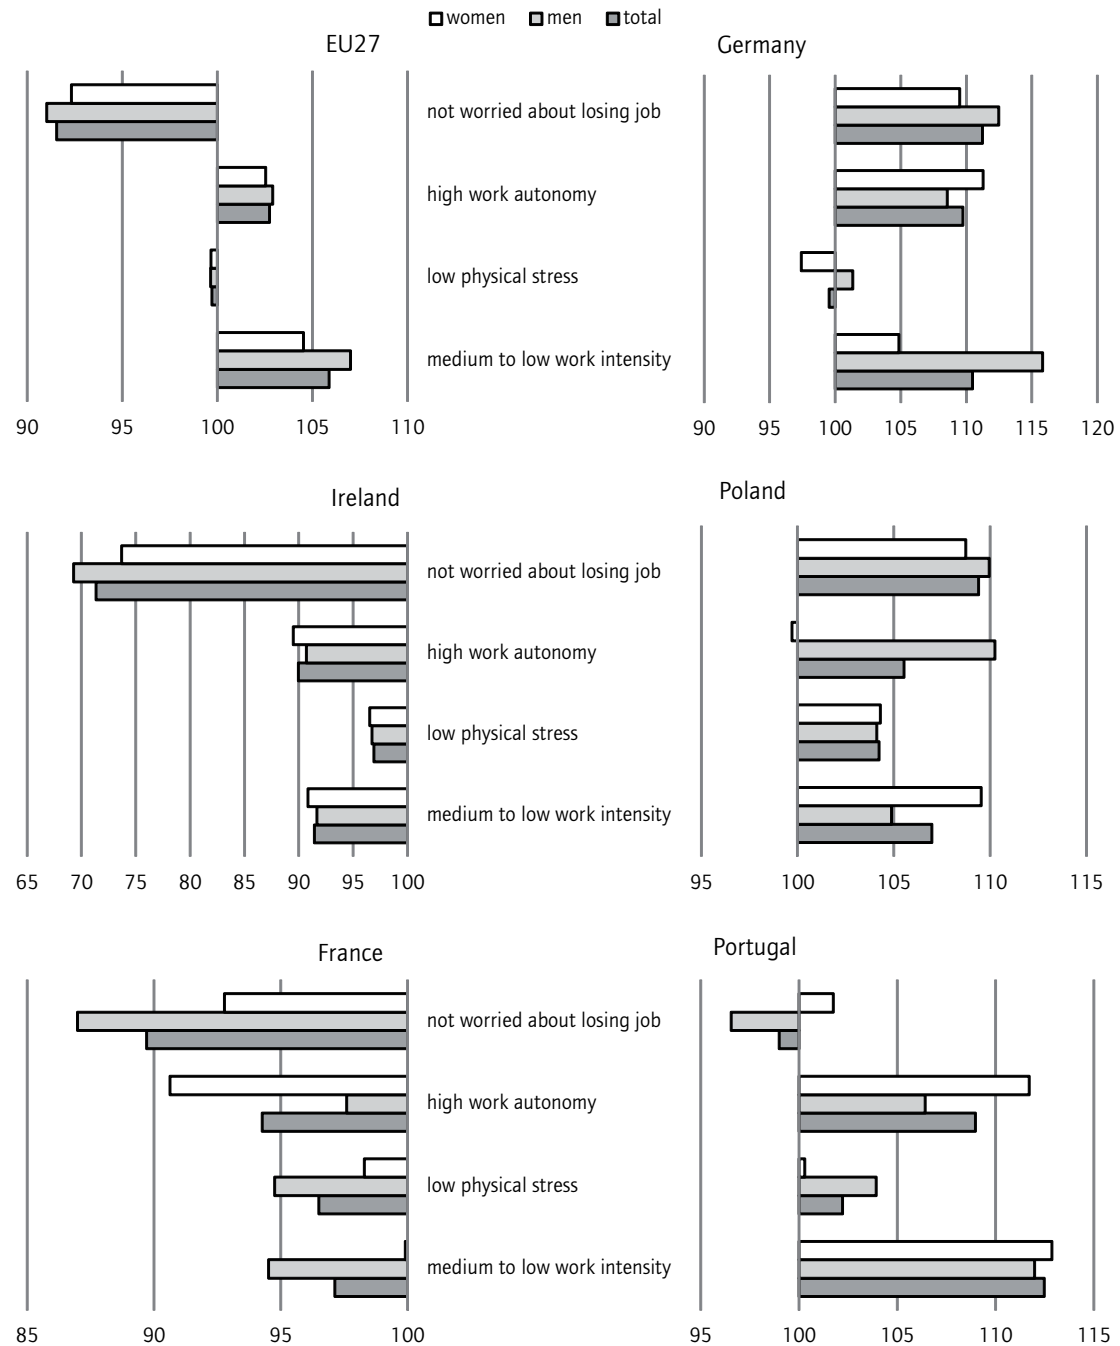 women men total
EU27 Germany
not worried about losing job
high work autonomy
low physical stress
medium to low work intensity
90 95 100 105 110 90 95 100 105 110 115 120
Ireland Poland
not worried about losing job
high work autonomy
low physical stress
medium to low work intensity
65 70 75 80 85 90 95 100 95 100 105 110 115
France Portugal
not worried about losing job
high work autonomy
low physical stress
medium to low work intensity
85 90 95 100 95 100 105 110 115